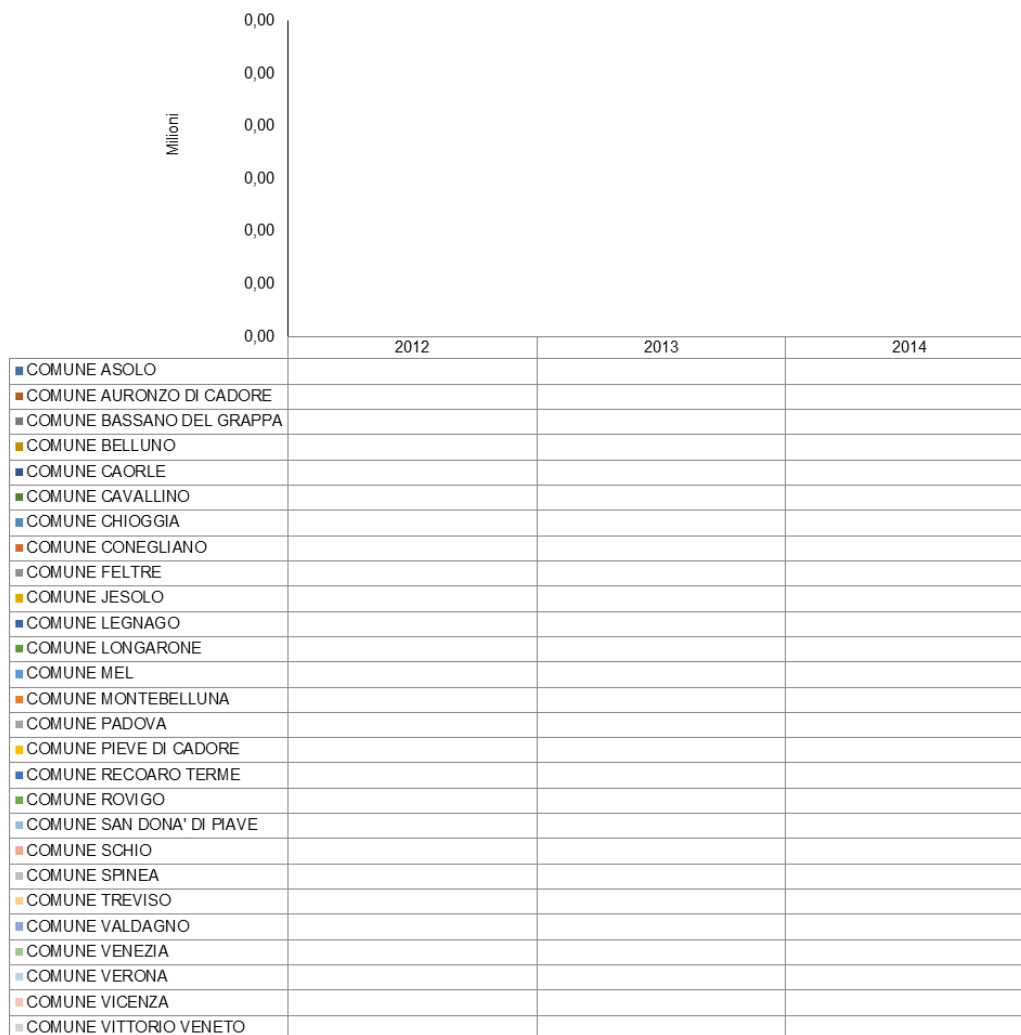 0,00
0,00
0,00
Milioni
0,00
0,00
0,00
0,00
2012 2013 2014
COMUNE ASOLO
COMUNE AURONZO DI CADORE
COMUNE BASSANO DEL GRAPPA
COMUNE BELLUNO
COMUNE CAORLE
COMUNE CAVALLINO
COMUNE CHIOGGIA
COMUNE CONEGLIANO
COMUNE FELTRE
COMUNE JESOLO
COMUNE LEGNAGO
COMUNE LONGARONE
COMUNE MEL
COMUNE MONTEBELLUNA
COMUNE PADOVA
COMUNE PIEVE DI CADORE
COMUNE RECOARO TERME
COMUNE ROVIGO
COMUNE SAN DONA' DI PIAVE
COMUNE SCHIO
COMUNE SPINEA
COMUNE TREVISO
COMUNE VALDAGNO
COMUNE VENEZIA
COMUNE VERONA
COMUNE VICENZA
COMUNE VITTORIO VENETO